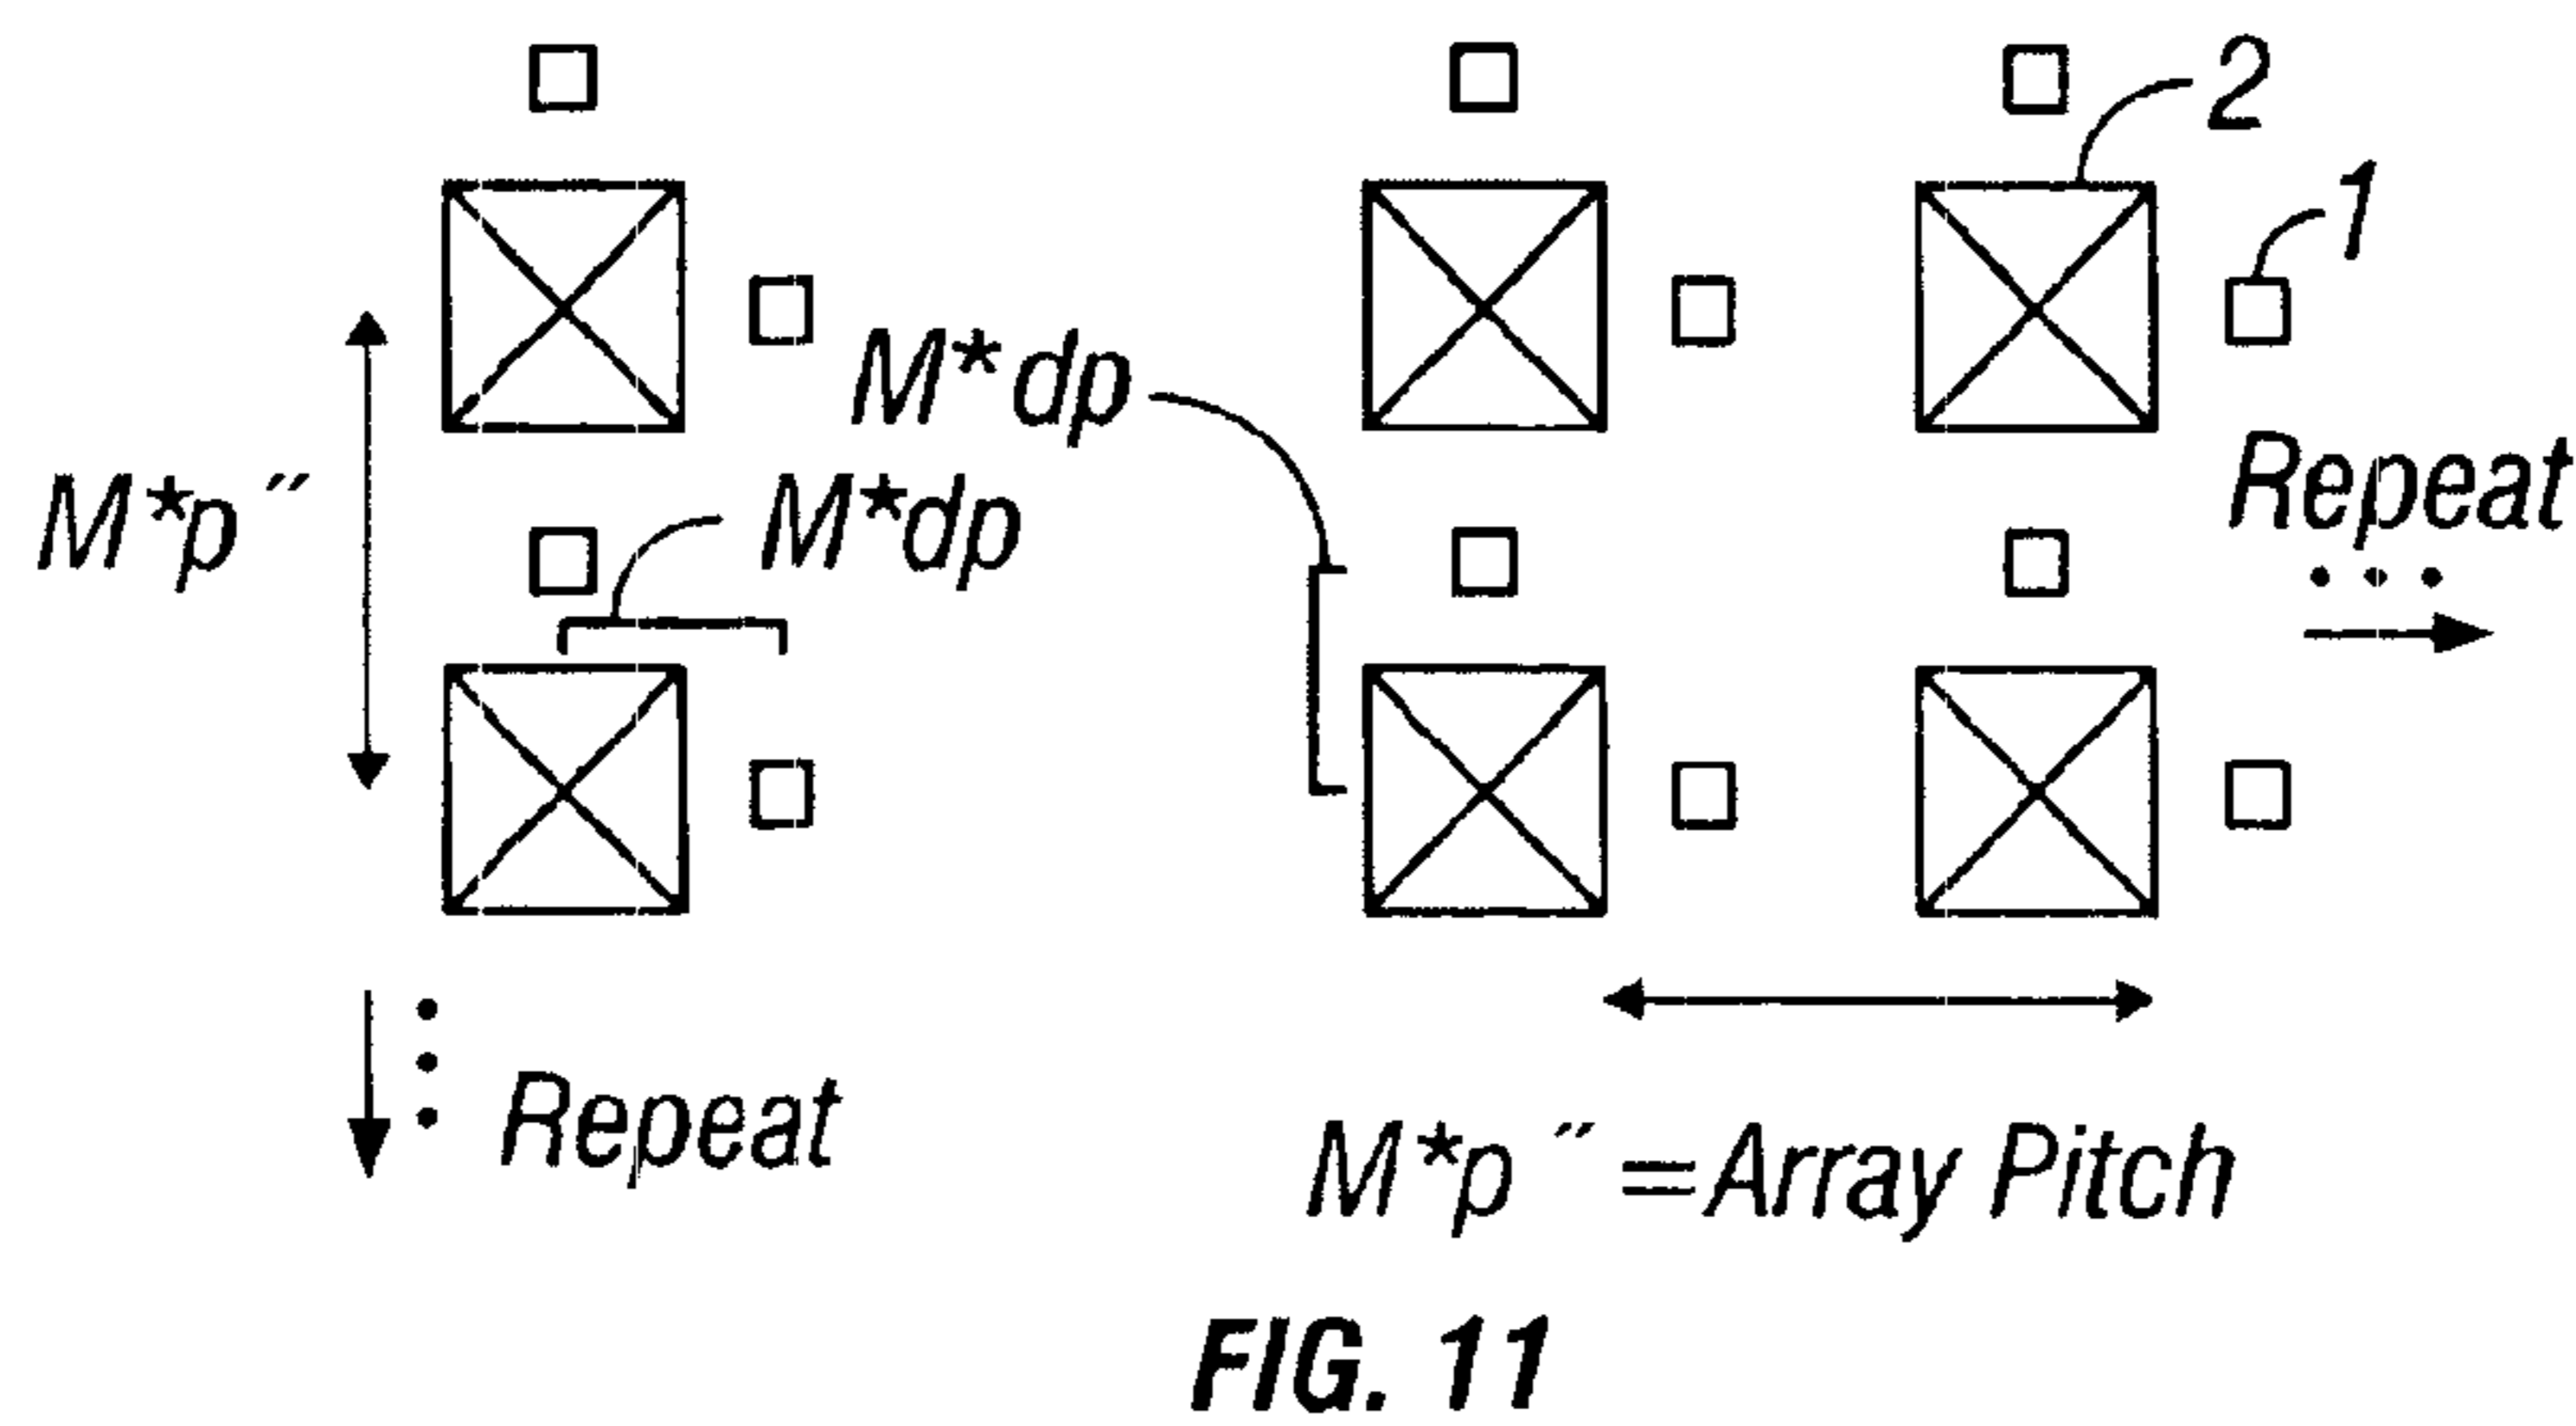 2
1
M*dp
M*p″
M*dp
Repeat
Repeat
M*p″=Array Pitch
FIG. 11